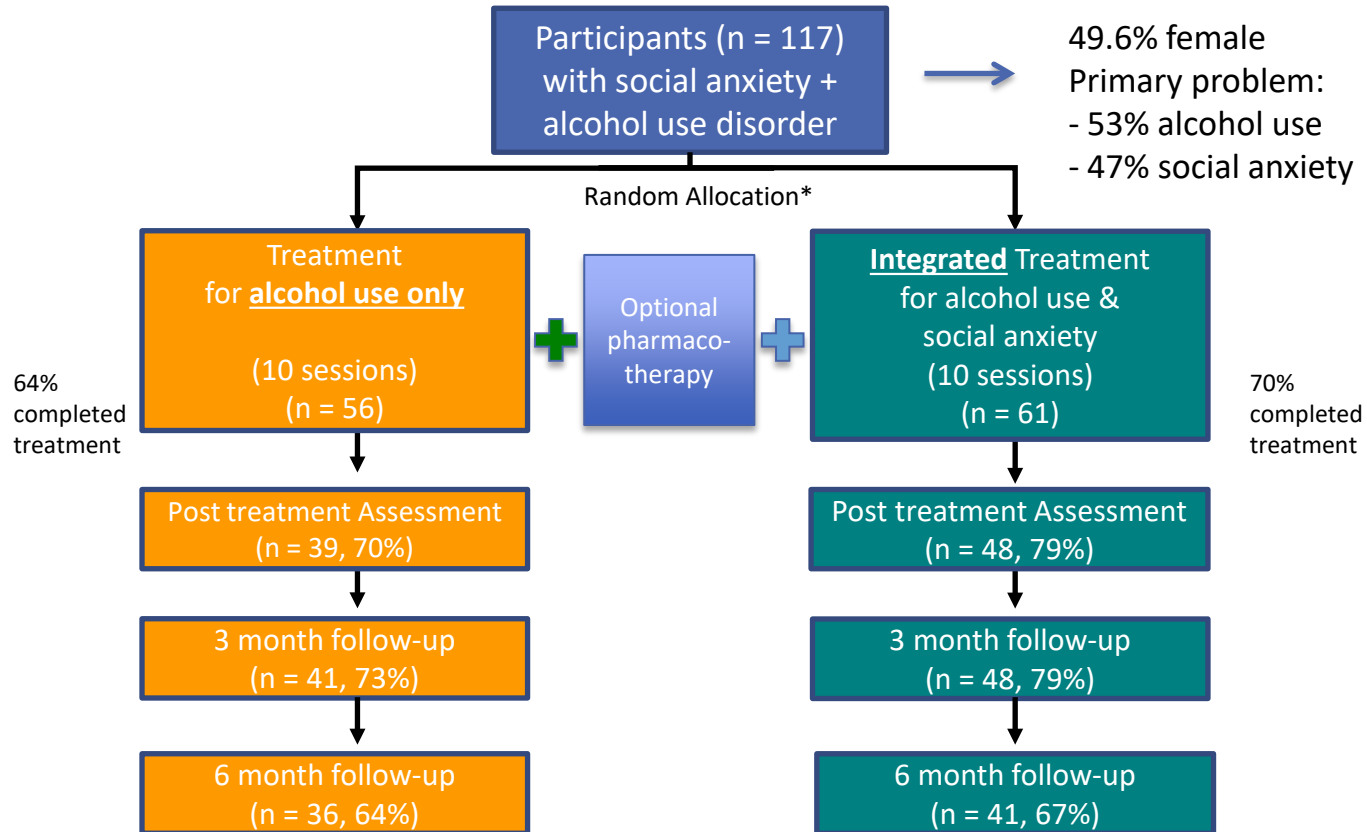 Participants (n = 117)
with social anxiety +
alcohol use disorder
49.6% female
Primary problem:
- 53% alcohol use
- 47% social anxiety
Random Allocation*
Treatment
for alcohol use only
(10 sessions)
(n = 56)
Optional
pharmaco-
therapy
Integrated Treatment
for alcohol use &
social anxiety
(10 sessions)
(n = 61)
64%
completed
treatment
70%
completed
treatment
Post treatment Assessment
(n = 39, 70%)
Post treatment Assessment
(n = 48, 79%)
3 month follow-up
(n = 41, 73%)
3 month follow-up
(n = 48, 79%)
6 month follow-up
(n = 36, 64%)
6 month follow-up
(n = 41, 67%)